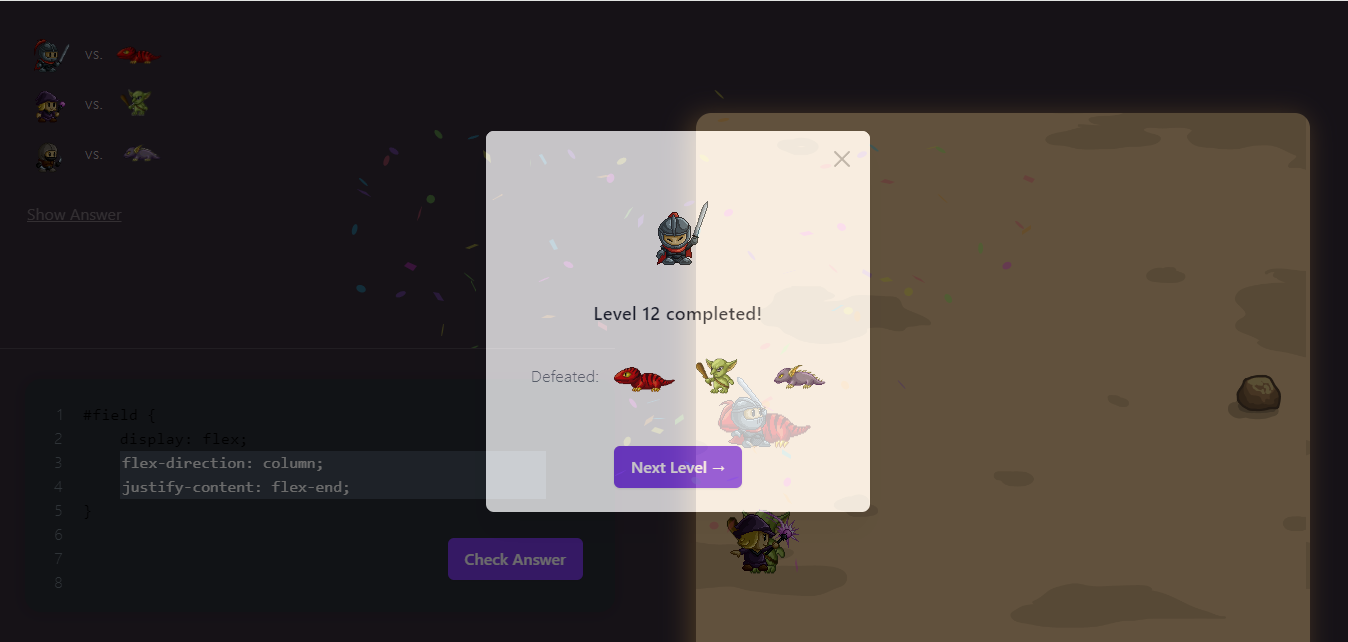 vs.
vs.
vs.
Show Answer
Level 12 completed!
Defeated:
Next Level →
1 #field {
2 display: flex;
3 flex-direction: column;
4 justify-content: flex-end;
5 }
6
7
8
Check Answer